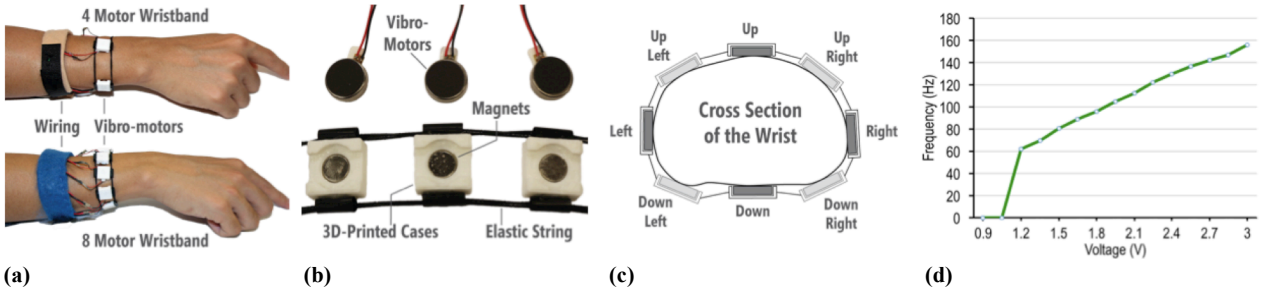 4 Motor Wristband
Wiring
Vibro-motors
8 Motor Wristband
(a)
Vibro-
Motors
Magnets
3D-Printed Cases
Elastic String
(b)
Up
Up
Left
Up
Right
Cross Section
of the Wrist
Left
Right
Down
Left
Down
Down
Right
(c)
Frequency (Hz)
180
160
140
120
100
80
60
40
20
0
0.9 1.2 1.5 1.8 2.1 2.4 2.7 3
Voltage (V)
(d)